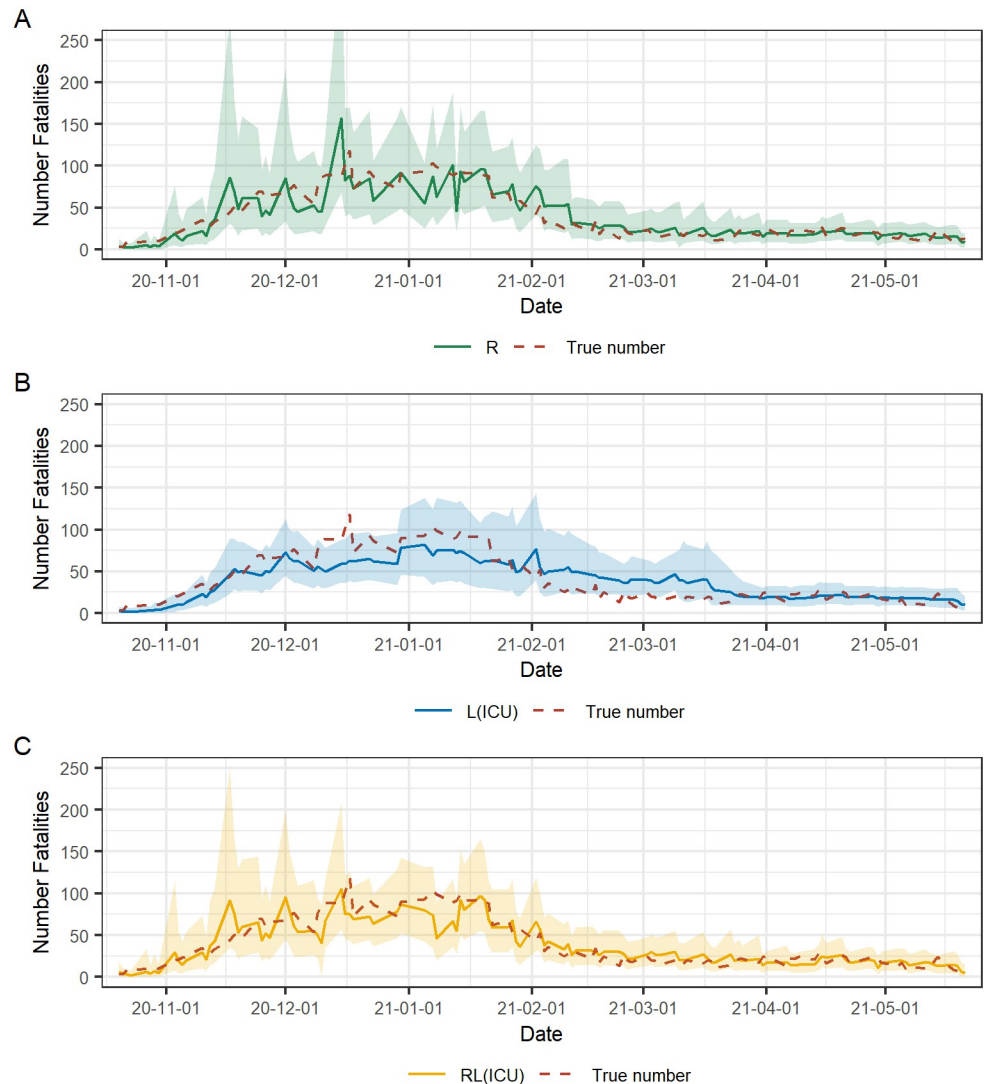 A
Number Fatalities
250
200
150
100
50
0
20-11-01 20-12-01 21-01-01 21-02-01 21-03-01 21-04-01 21-05-01
Date
R True number
B
Number Fatalities
250
200
150
100
50
0
20-11-01 20-12-01 21-01-01 21-02-01 21-03-01 21-04-01 21-05-01
Date
L(ICU) True number
C
Number Fatalities
250
200
150
100
50
0
20-11-01 20-12-01 21-01-01 21-02-01 21-03-01 21-04-01 21-05-01
Date
RL(ICU) True number